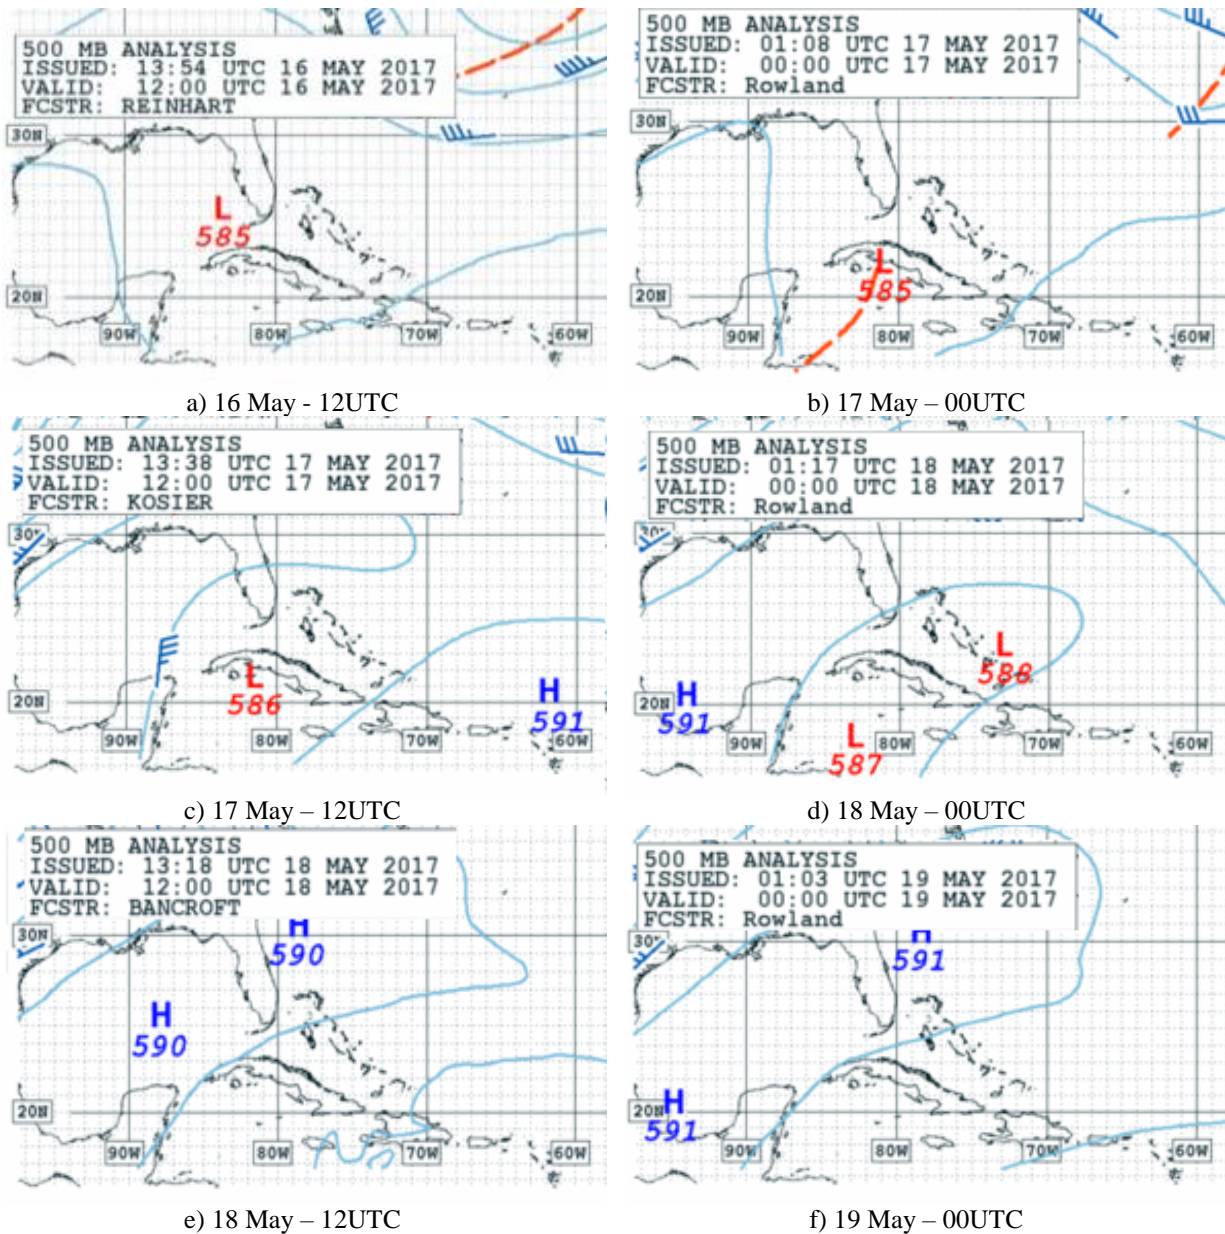 500 MB ANALYSIS
ISSUED: 13:54 UTC 16 MAY 2017
VALID: 12:00 UTC 16 MAY 2017
FCSTR: REINHART
30N
L
585
20N
90W
80W
70W
60W
a) 16 May - 12UTC
500 MB ANALYSIS
ISSUED: 01:08 UTC 17 MAY 2017
VALID: 00:00 UTC 17 MAY 2017
FCSTR: Rowland
30N
L
585
20N
90W
80W
70W
60W
b) 17 May – 00UTC
500 MB ANALYSIS
ISSUED: 13:38 UTC 17 MAY 2017
VALID: 12:00 UTC 17 MAY 2017
FCSTR: KOSIER
30N
L
586
H
591
20N
90W
80W
70W
60W
c) 17 May – 12UTC
500 MB ANALYSIS
ISSUED: 01:17 UTC 18 MAY 2017
VALID: 00:00 UTC 18 MAY 2017
FCSTR: Rowland
30N
L
588
H
591
20N
L
587
90W
80W
70W
60W
d) 18 May – 00UTC
500 MB ANALYSIS
ISSUED: 13:18 UTC 18 MAY 2017
VALID: 12:00 UTC 18 MAY 2017
FCSTR: BANCROFT
30N
H
590
H
590
20N
90W
80W
70W
60W
e) 18 May – 12UTC
500 MB ANALYSIS
ISSUED: 01:03 UTC 19 MAY 2017
VALID: 00:00 UTC 19 MAY 2017
FCSTR: Rowland
30N
H
591
20N
H
591
90W
80W
70W
60W
f) 19 May – 00UTC